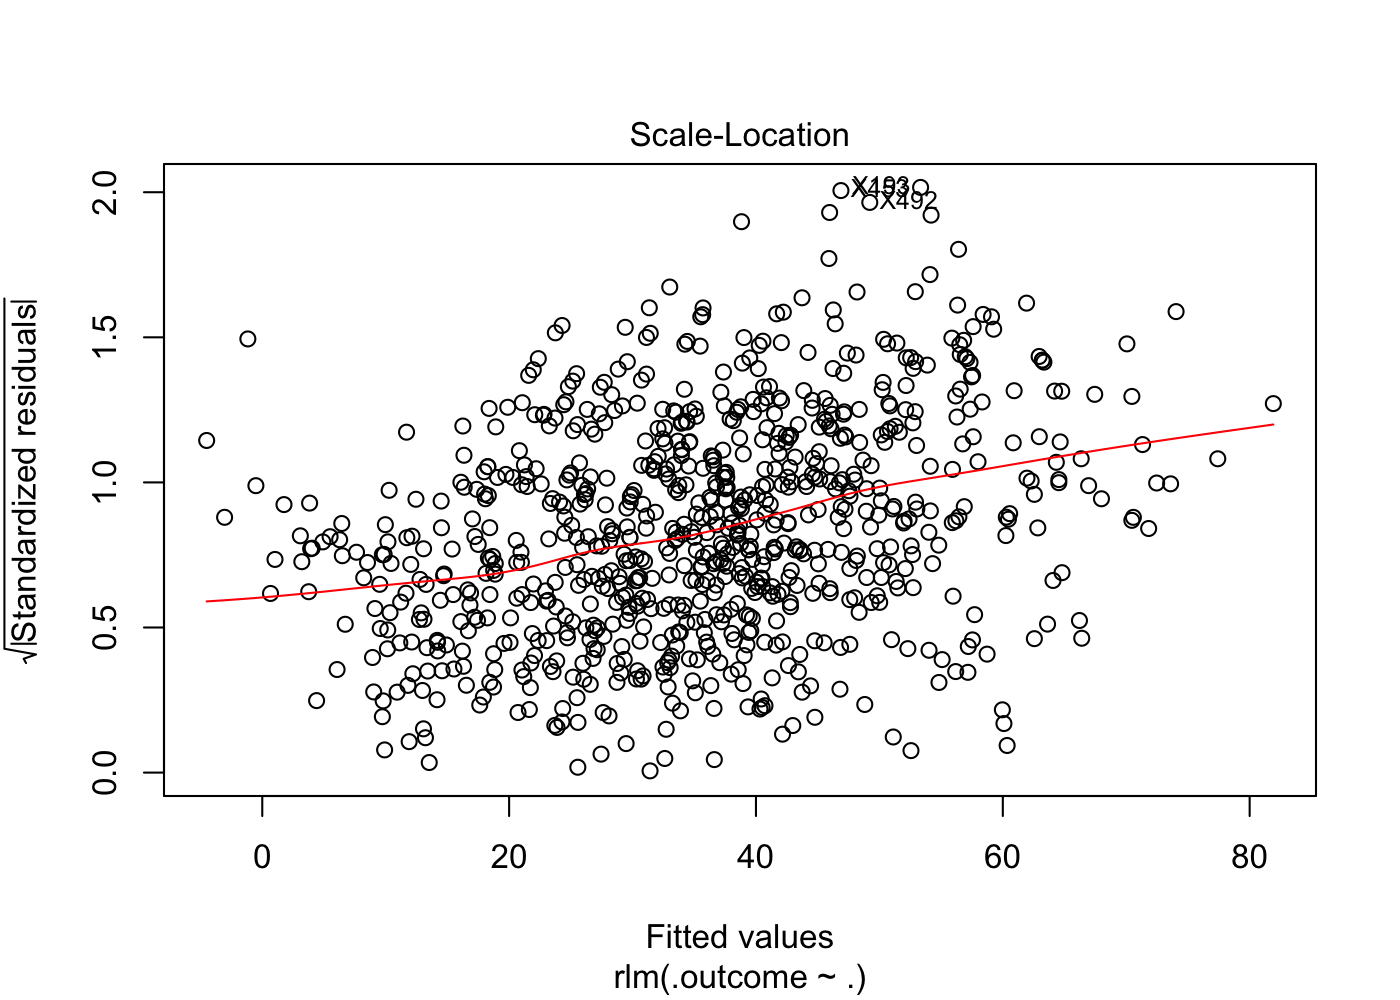 Scale-Location
√|Standardized residuals|
2.0
1.5
1.0
0.5
0.0
X492
0 20 40 60 80
Fitted values
rlm(.outcome ~ .)